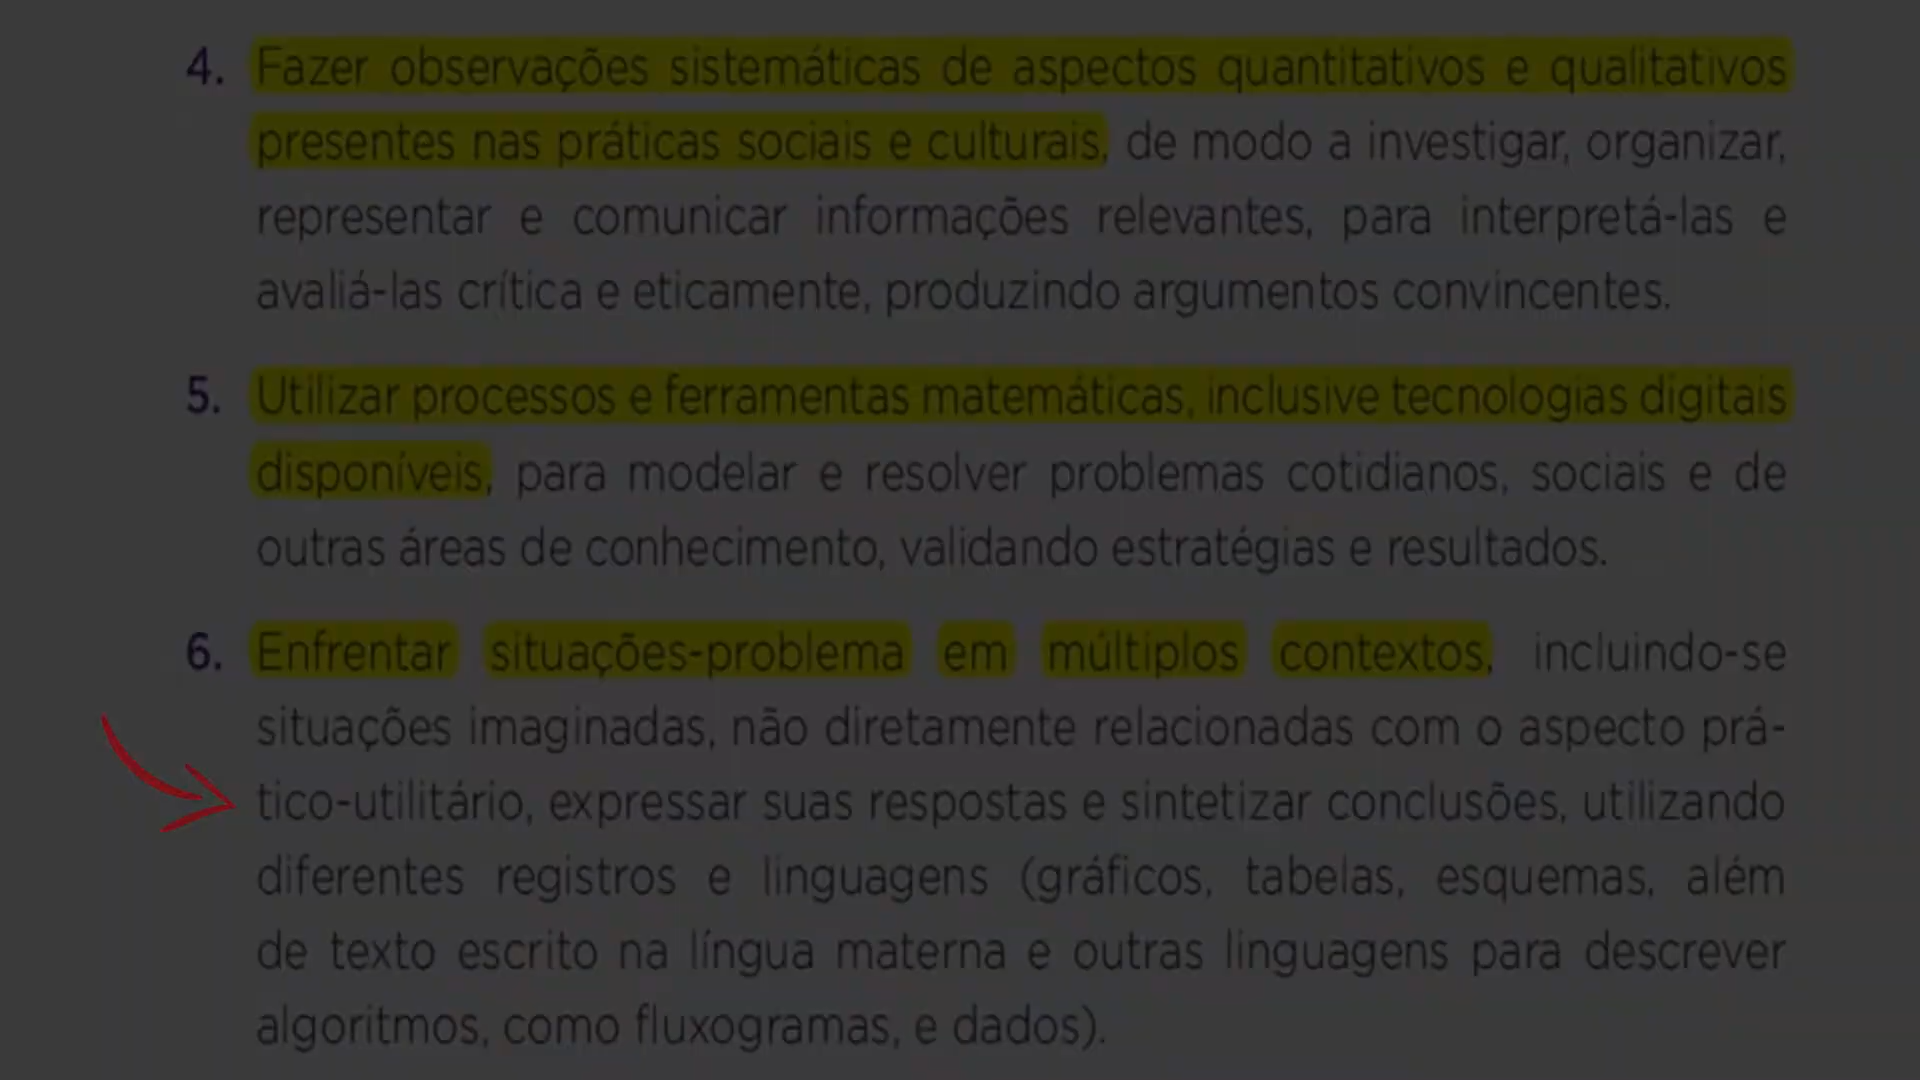 4. Fazer observações sistemáticas de aspectos quantitativos e qualitativos
presentes nas práticas sociais e culturais, de modo a investigar, organizar,
representar e comunicar informações relevantes, para interpretá-las e
avaliá-las crítica e eticamente, produzindo argumentos convincentes.
5. Utilizar processos e ferramentas matemáticas, inclusive tecnologias digitais
disponíveis, para modelar e resolver problemas cotidianos, sociais e de
outras áreas de conhecimento, validando estratégias e resultados.
6. Enfrentar situações-problema em múltiplos contextos, incluindo-se
situações imaginadas, não diretamente relacionadas com o aspecto prá-
tico-utilitário, expressar suas respostas e sintetizar conclusões, utilizando
diferentes registros e linguagens (gráficos, tabelas, esquemas, além
de texto escrito na língua materna e outras linguagens para descrever
algoritmos, como fluxogramas, e dados).